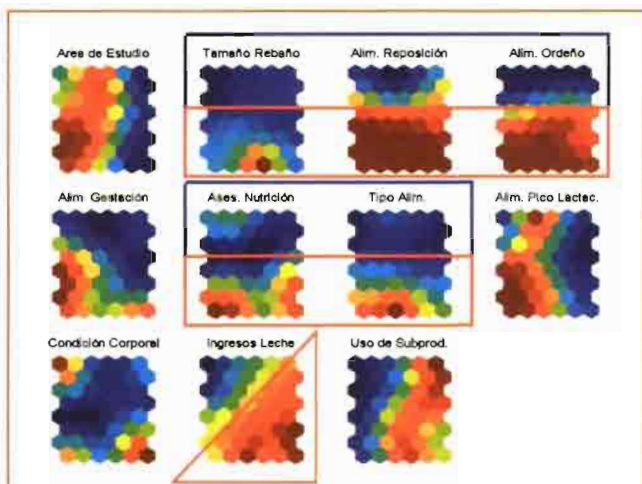 Area de Estudio Tamaño Rebaño Alim. Reposición Alim. Ordeño
Alim. Gestación Ases. Nutrición Tipo Alim. Alim. Pico Lactac.
Condición Corporal Ingresos Leche Uso de Subprod.